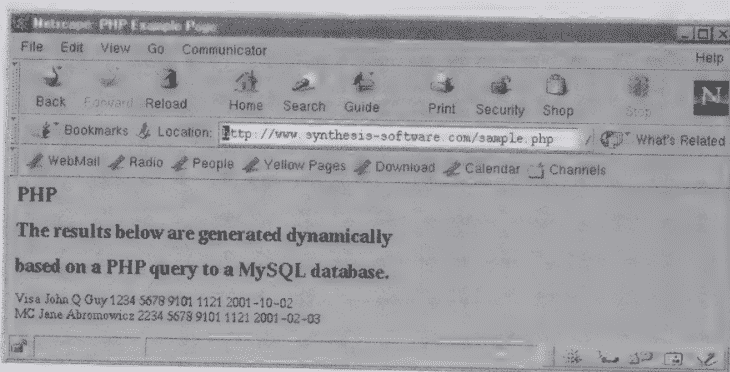 Netscape: PHP Example Page
File Edit View Go Communicator Help
Back Forward Reload Home Search Guide Print Security Shop Stop N
Bookmarks Location: http://www.synthesis-software.com/sample.php What's Related
WebMail Radio People Yellow Pages Download Calendar Channels
PHP
The results below are generated dynamically
based on a PHP query to a MySQL database.
Visa John Q Guy 1234 5678 9101 1121 2001-10-02
MC Jane Abromowicz 2234 5678 9101 1121 2001-02-03